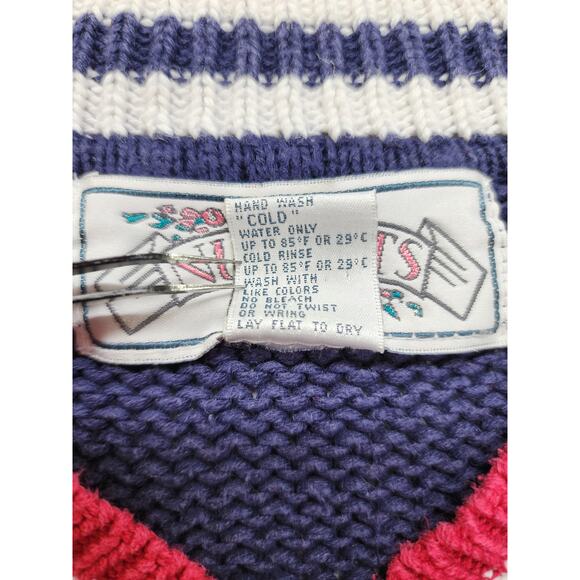 HAND WASH
"COLD"
WATER ONLY
UP TO 85°F OR 29°C
COLD RINSE
UP TO 85°F OR 29°C
WASH WITH
LIKE COLORS
NO BLEACH
DO NOT TWIST
OR WRING
LAY FLAT TO DRY